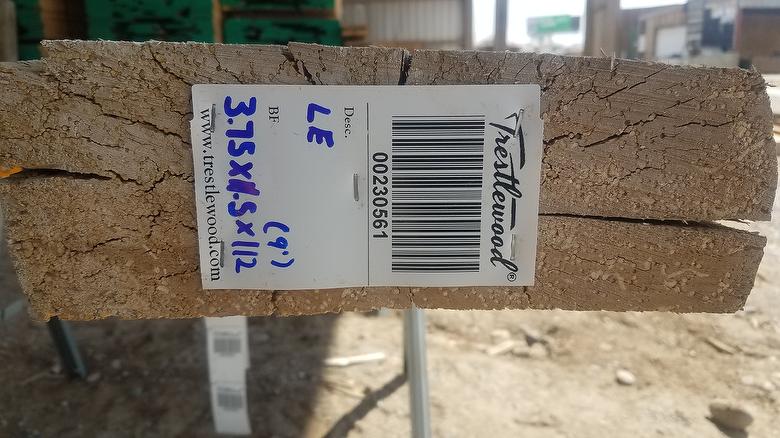 Trestlewood®
00230561
Desc.
LE
(9')
BF
3.75X11.5X112
www.trestlewood.com